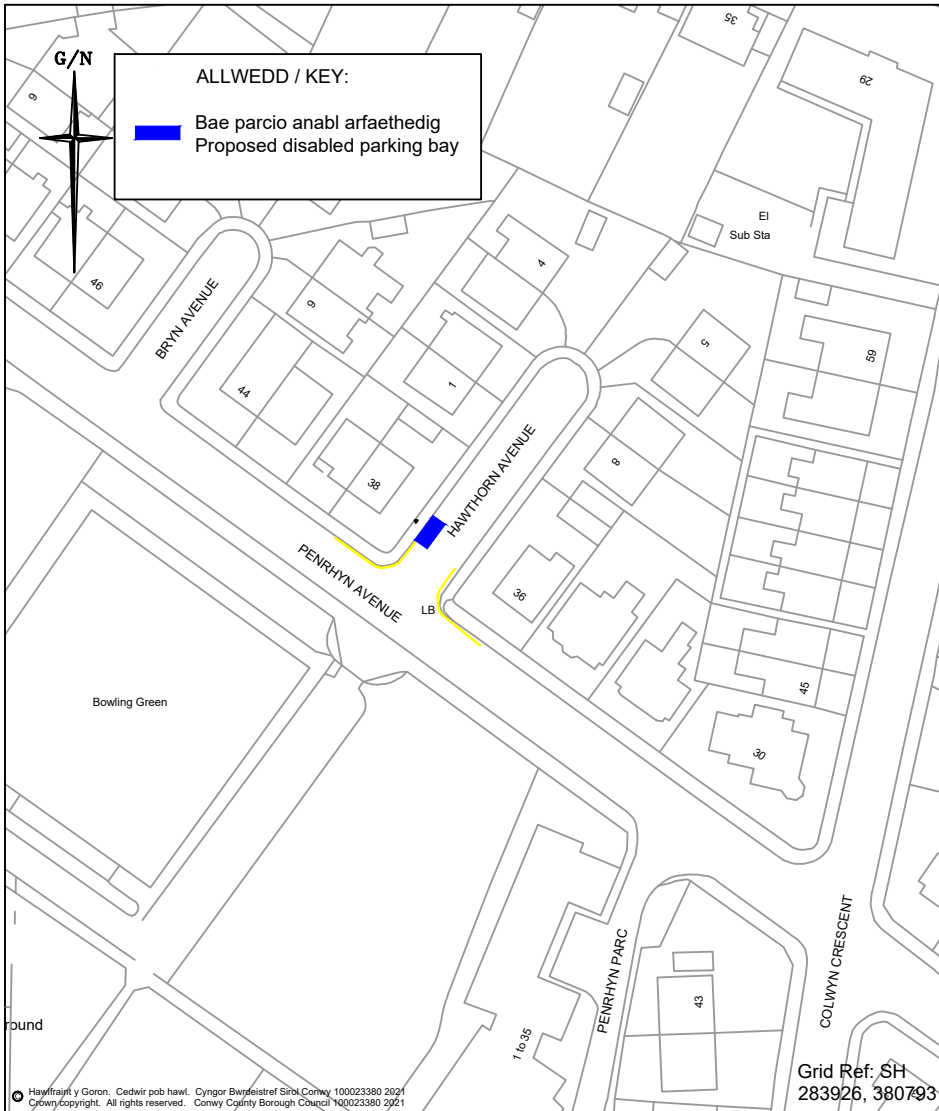 G/N
ALLWEDD / KEY:
Bae parcio anabl arfaethedig
Proposed disabled parking bay
35
29
9
El
Sub Sta
46
BRYN AVENUE
9
4
44
1
5
59
38
HAWTHORN AVENUE
8
PENRHYN AVENUE
36
LB
45
Bowling Green
30
PENRHYN PARC
COLWYN CRESCENT
43
1 to 35
round
Grid Ref: SH
283926, 380793
© Hawlfraint y Goron. Cedwir pob hawl. Cyngor Bwrdeistref Sirol Conwy 100023380 2021
Crown copyright. All rights reserved. Conwy County Borough Council 100023380 2021